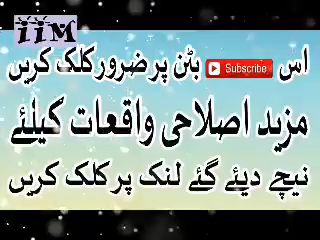 iiM
اس Subscribe بٹن پر ضرور کلک کریں
مزید اصلاحی واقعات کیلئے
نیچے دیئے گئے لنک پر کلک کریں